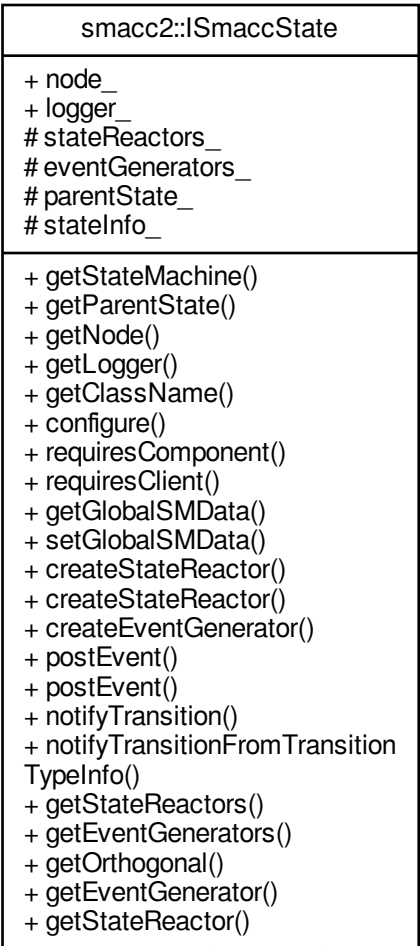 smacc2::ISmaccState
+ node_
+ logger_
# stateReactors_
# eventGenerators_
# parentState_
# stateInfo_
+ getStateMachine()
+ getParentState()
+ getNode()
+ getLogger()
+ getClassName()
+ configure()
+ requiresComponent()
+ requiresClient()
+ getGlobalSMData()
+ setGlobalSMData()
+ createStateReactor()
+ createStateReactor()
+ createEventGenerator()
+ postEvent()
+ postEvent()
+ notifyTransition()
+ notifyTransitionFromTransition
TypeInfo()
+ getStateReactors()
+ getEventGenerators()
+ getOrthogonal()
+ getEventGenerator()
+ getStateReactor()